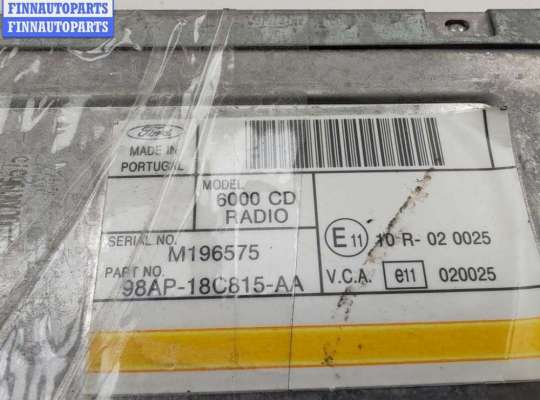 FINNAUTOPARTS
FINNAUTOPARTS
Ford
MADE IN
PORTUGAL
MODEL
6000 CD
RADIO
SERIAL NO.
M196575
PART NO.
98AP-18C815-AA
E11 10 R- 02 0025
V.C.A. e11 020025